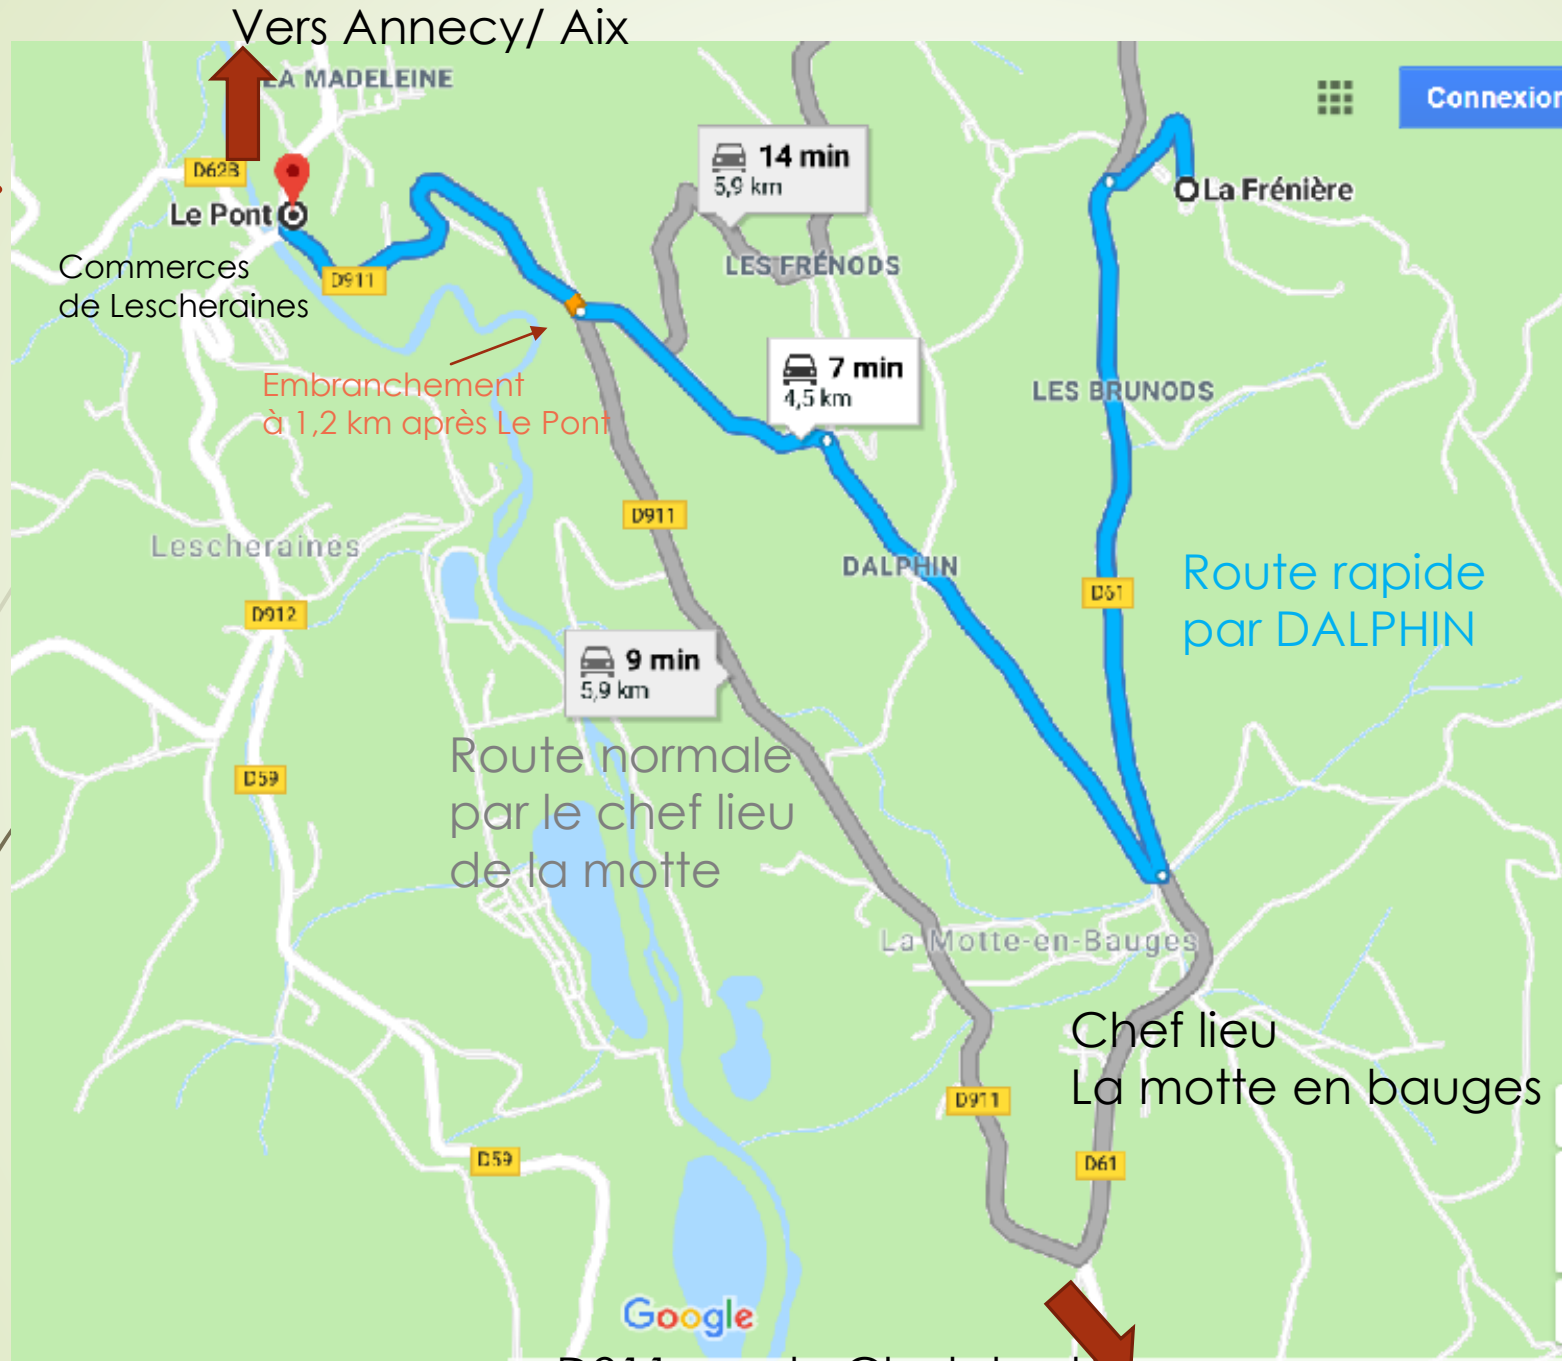 Vers Annecy/ Aix
LA MADELEINE
Connexion
14 min
5,9 km
D62B
La Frénière
Le Pont
LES FRÉNODS
Commerces
de Lescheraines
D911
7 min
4,5 km
Embranchement
à 1,2 km après Le Pont
LES BRUNODS
D911
Lescheraines
DALPHIN
Route rapide
par DALPHIN
D61
D912
9 min
5,9 km
Route normale
par le chef lieu
de la motte
D59
La Motte-en-Bauges
Chef lieu
La motte en bauges
D911
D59
D61
Google